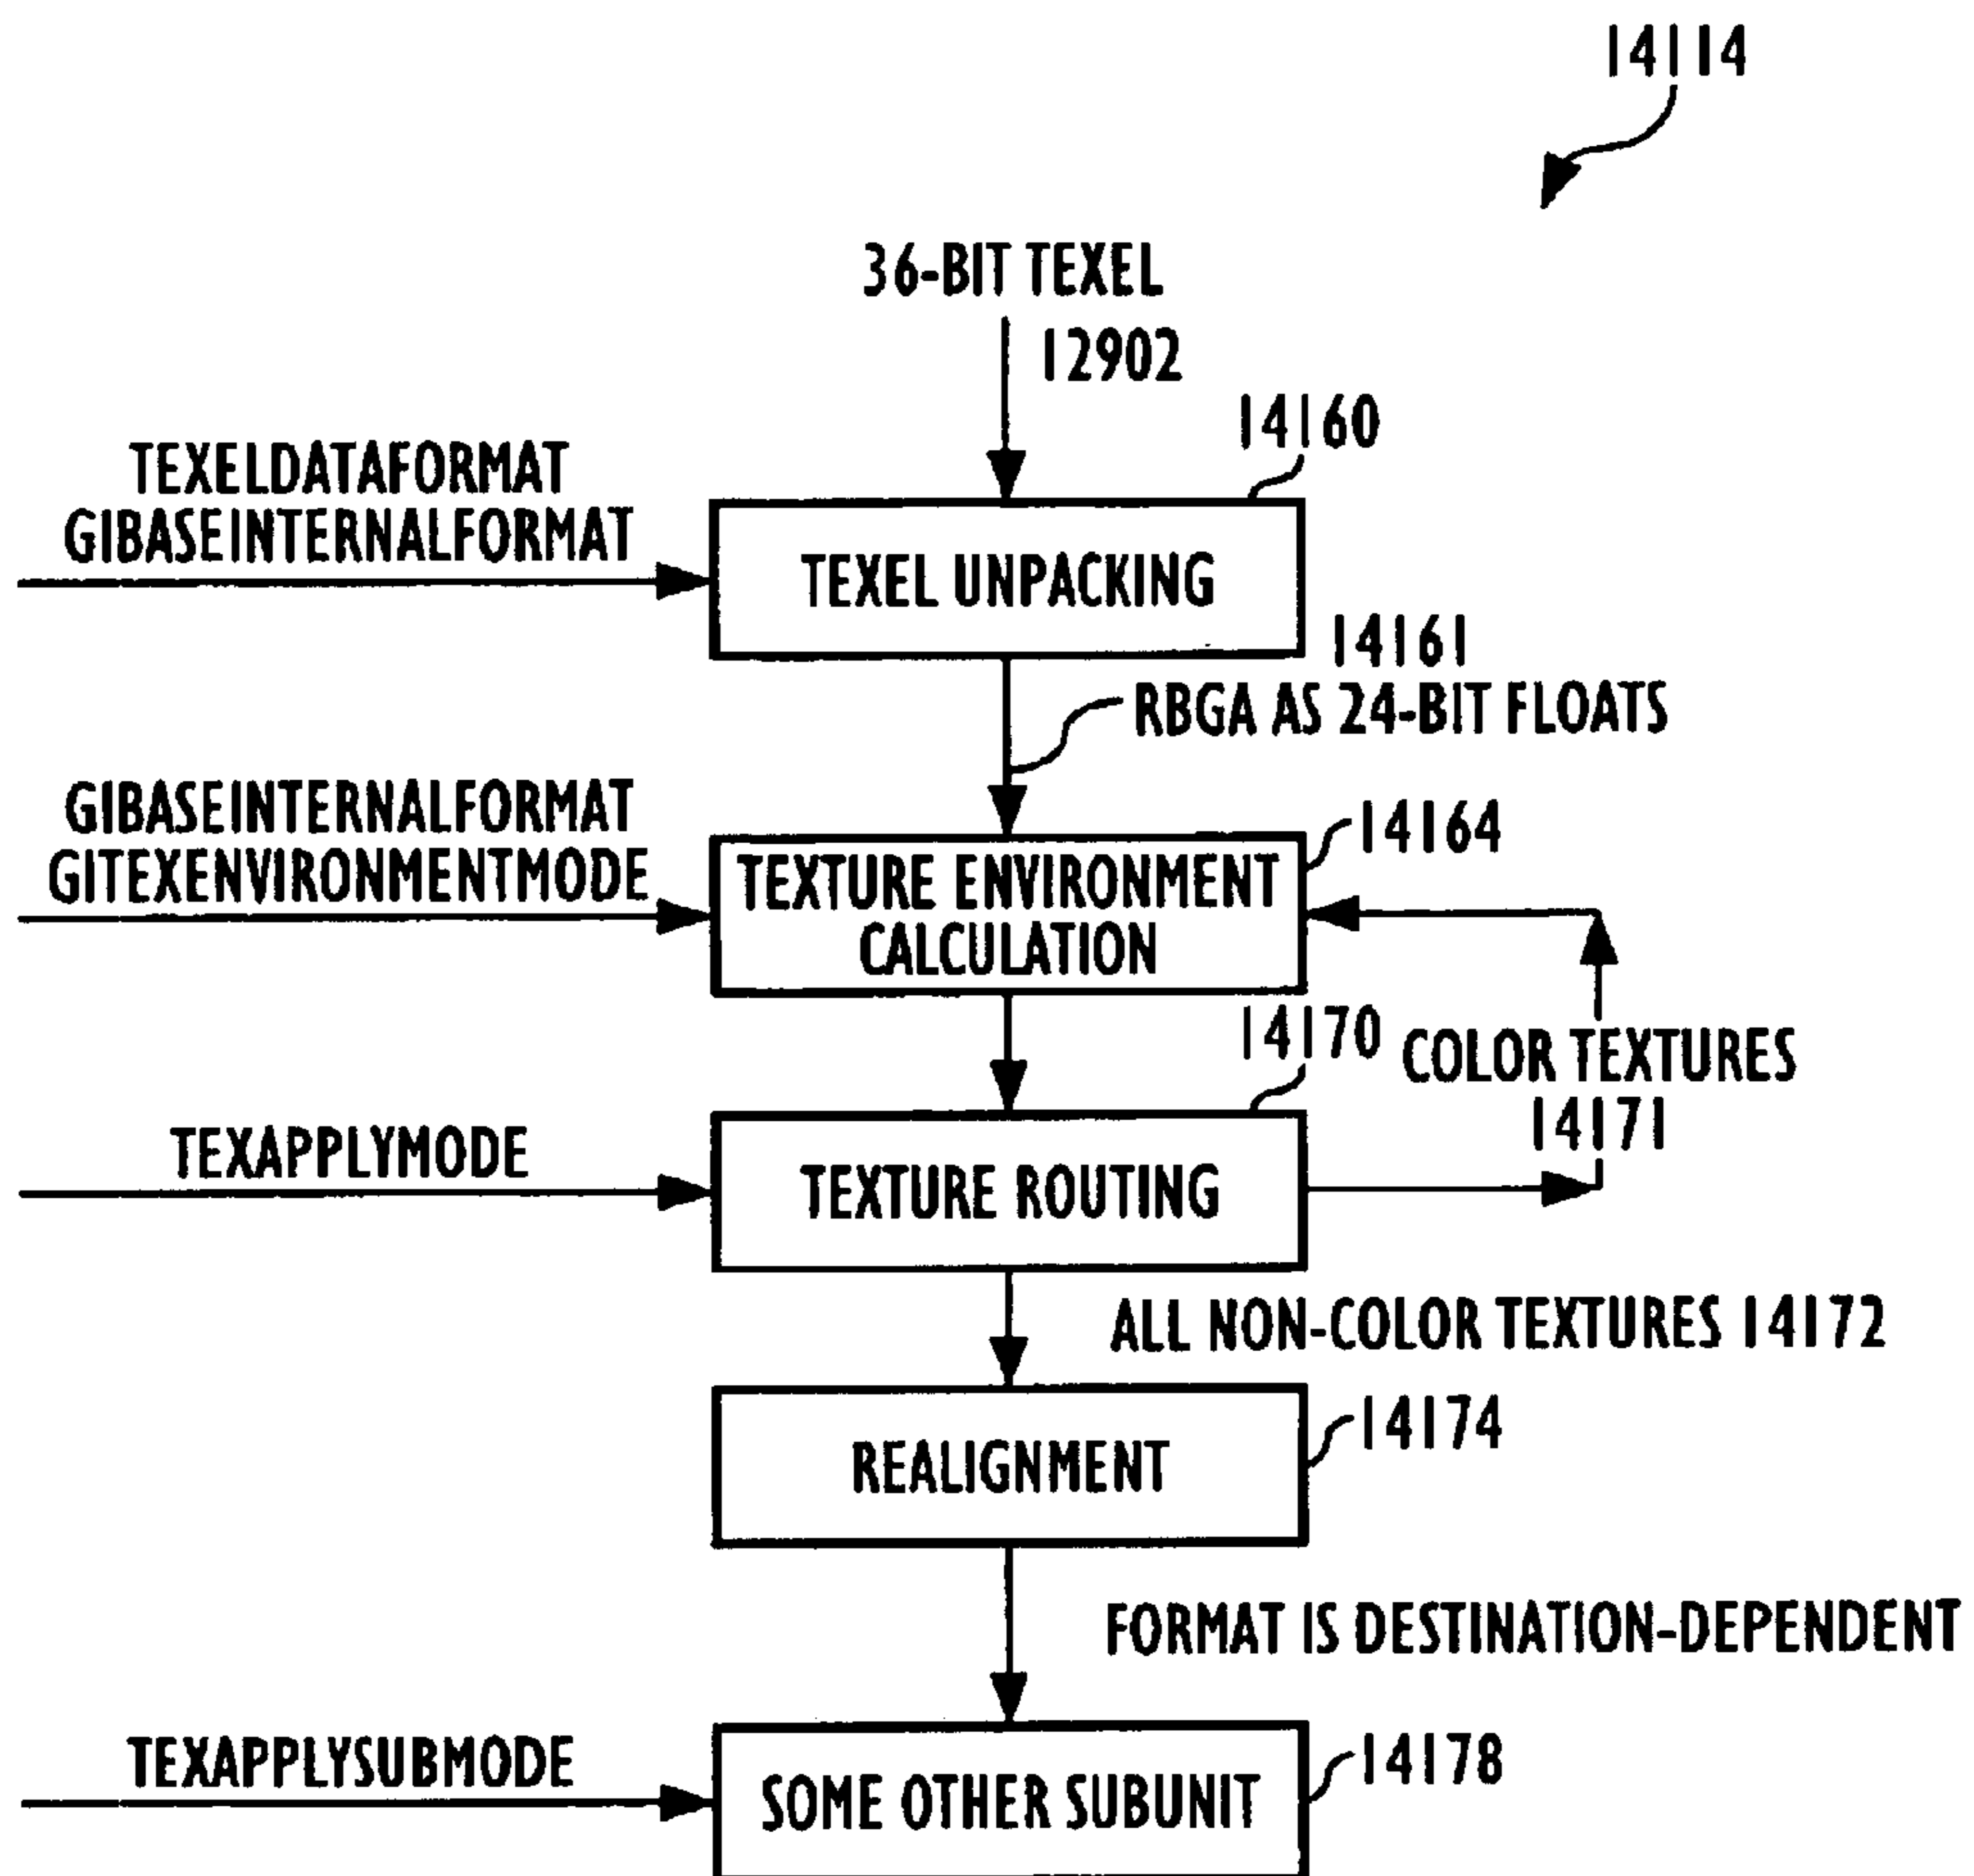 14114
36-BIT TEXEL
12902
14160
TEXELDATAFORMAT
GIBASEINTERNALFORMAT
TEXEL UNPACKING
14161
RBGA AS 24-BIT FLOATS
GIBASEINTERNALFORMAT
GITEXENVIRONMENTMODE
14164
TEXTURE ENVIRONMENT
CALCULATION
14170
COLOR TEXTURES
14171
TEXAPPLYMODE
TEXTURE ROUTING
ALL NON-COLOR TEXTURES 14172
14174
REALIGNMENT
FORMAT IS DESTINATION-DEPENDENT
TEXAPPLYSUBMODE
14178
SOME OTHER SUBUNIT